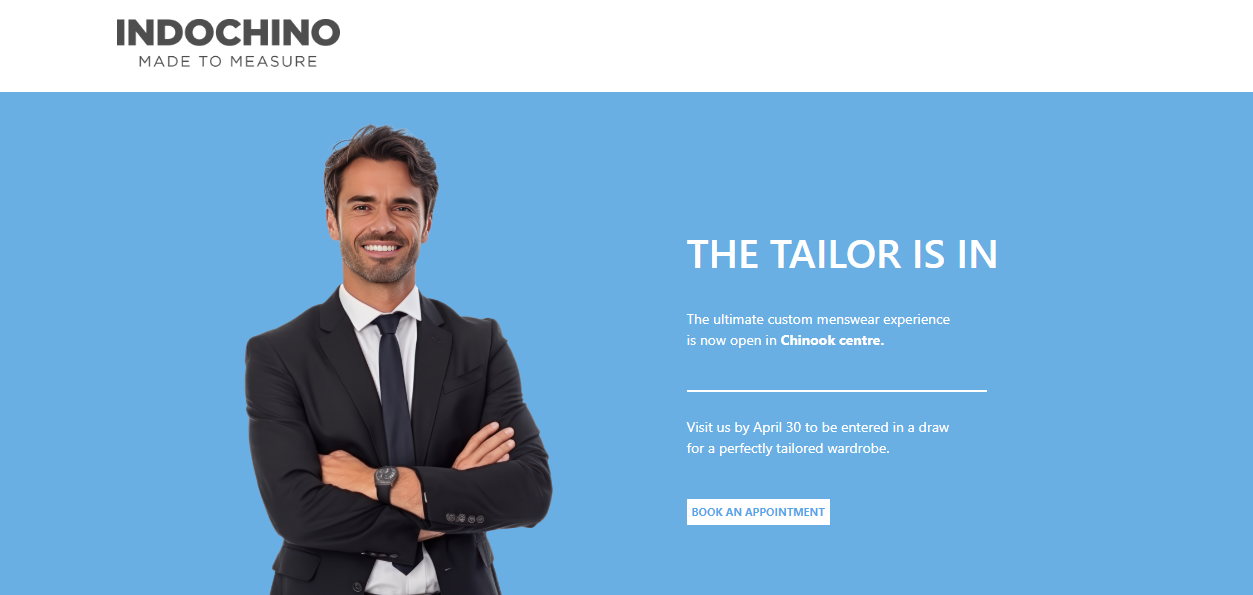 INDOCHINO
MADE TO MEASURE
THE TAILOR IS IN
The ultimate custom menswear experience
is now open in Chinook centre.
Visit us by April 30 to be entered in a draw
for a perfectly tailored wardrobe.
BOOK AN APPOINTMENT